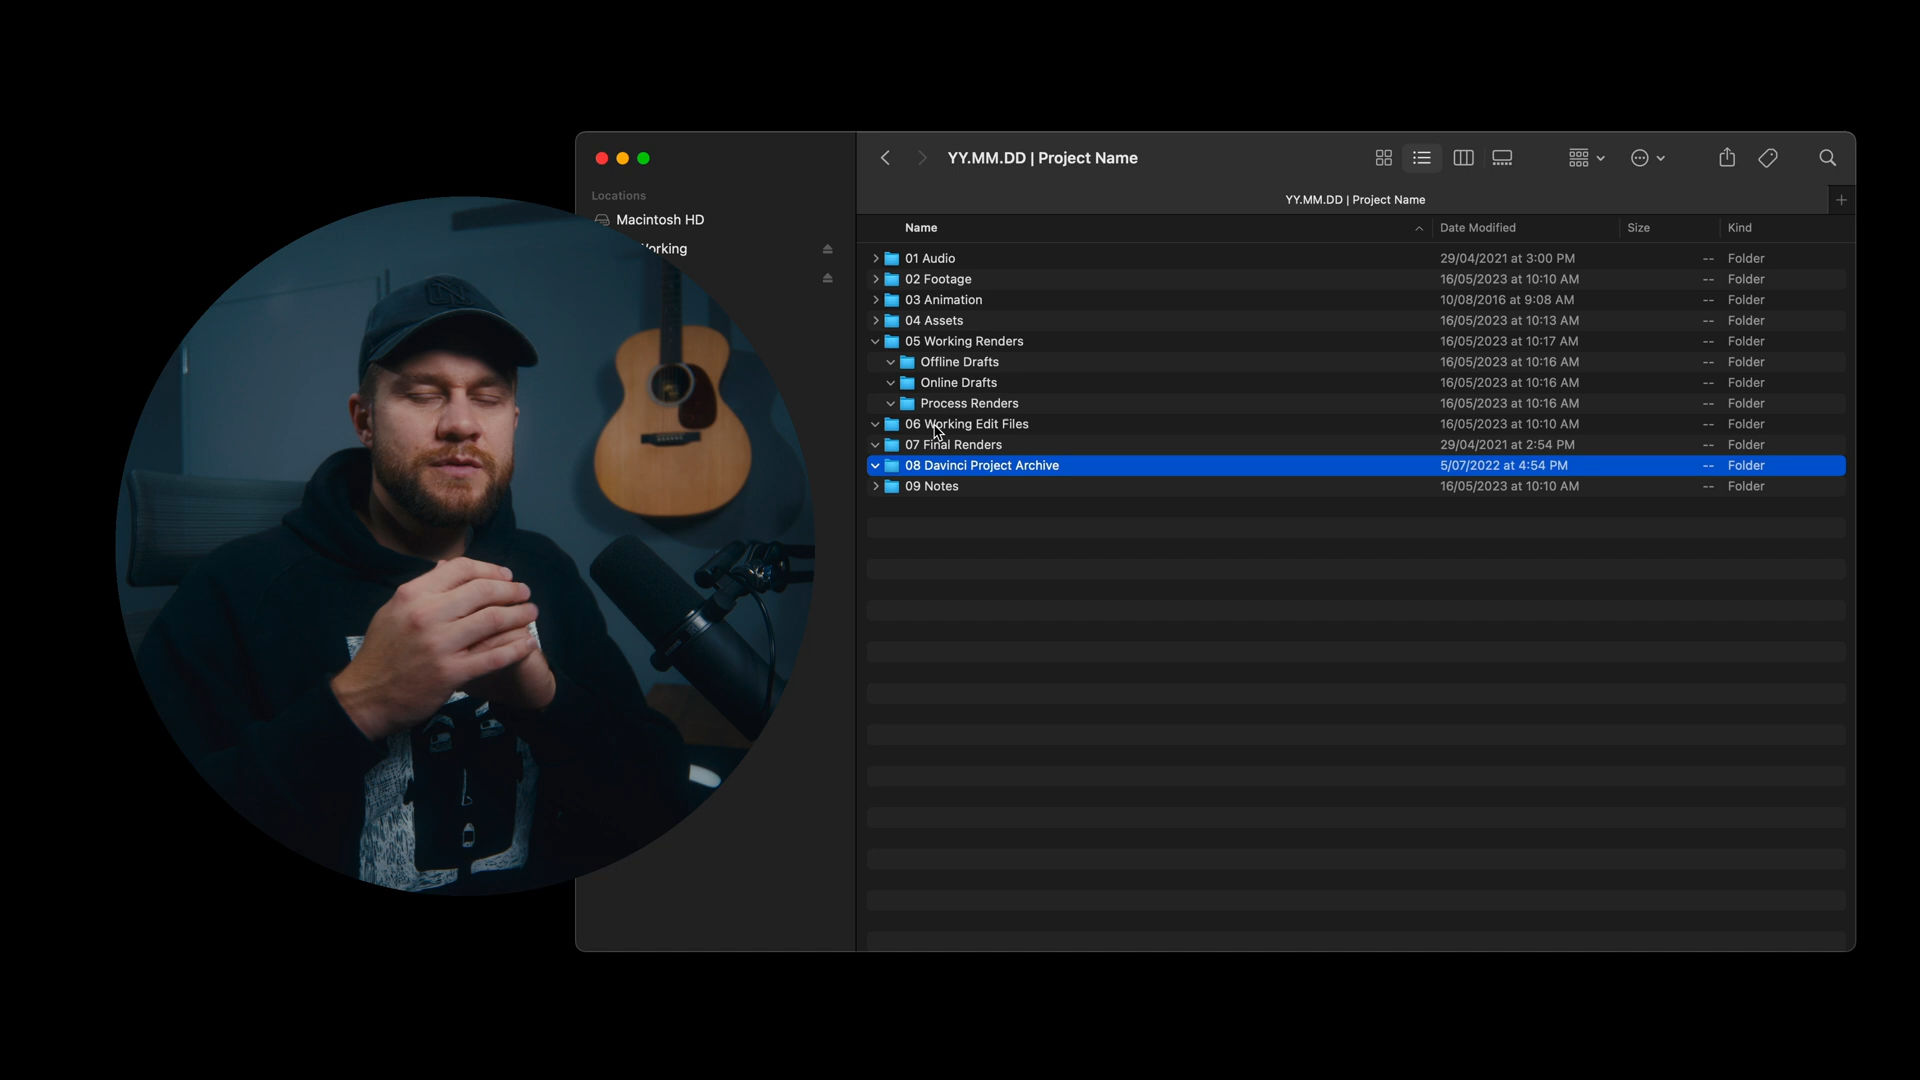 YY.MM.DD | Project Name
Locations
Macintosh HD
YY.MM.DD | Project Name
Name Date Modified Size Kind
01 Audio 29/04/2021 at 3:00 PM -- Folder
02 Footage 16/05/2023 at 10:10 AM -- Folder
03 Animation 10/08/2016 at 9:08 AM -- Folder
04 Assets 16/05/2023 at 10:13 AM -- Folder
05 Working Renders 16/05/2023 at 10:17 AM -- Folder
Offline Drafts 16/05/2023 at 10:16 AM -- Folder
Online Drafts 16/05/2023 at 10:16 AM -- Folder
Process Renders 16/05/2023 at 10:16 AM -- Folder
06 Working Edit Files 16/05/2023 at 10:10 AM -- Folder
07 Final Renders 29/04/2021 at 2:54 PM -- Folder
08 Davinci Project Archive 5/07/2022 at 4:54 PM -- Folder
09 Notes 16/05/2023 at 10:10 AM -- Folder